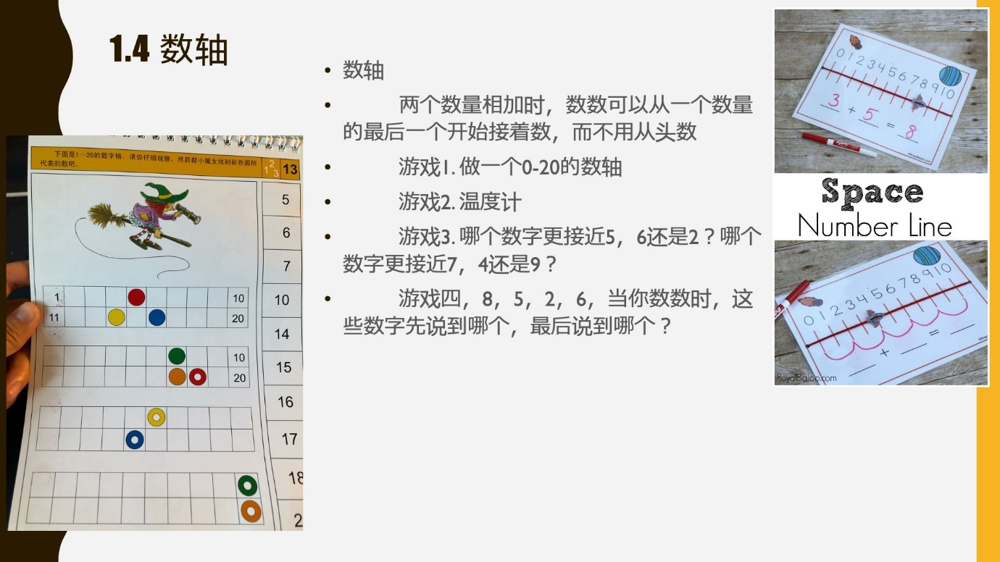 1.4 数轴
• 数轴
• 两个数量相加时，数数可以从一个数量
的最后一个开始接着数，而不用从头数
• 游戏1. 做一个0-20的数轴
• 游戏2. 温度计
• 游戏3. 哪个数字更接近5，6还是2？哪个
数字更接近7，4还是9？
• 游戏四，8，5，2，6，当你数数时，这
些数字先说到哪个，最后说到哪个？
下面是1～20的数字格，请你仔细观察，然后帮小魔女找到彩色圆所
代表的数吧。
1 2 3
13
5
6
7
10
14
15
16
17
18
2
1 10
11 20
10
20
0 1 2 3 4 5 6 7 8 9 10
3 + 5 = 8
Space
Number Line
0 1 2 3 4 5 6 7 8 9 10
+ =
RoyalBaloo.com